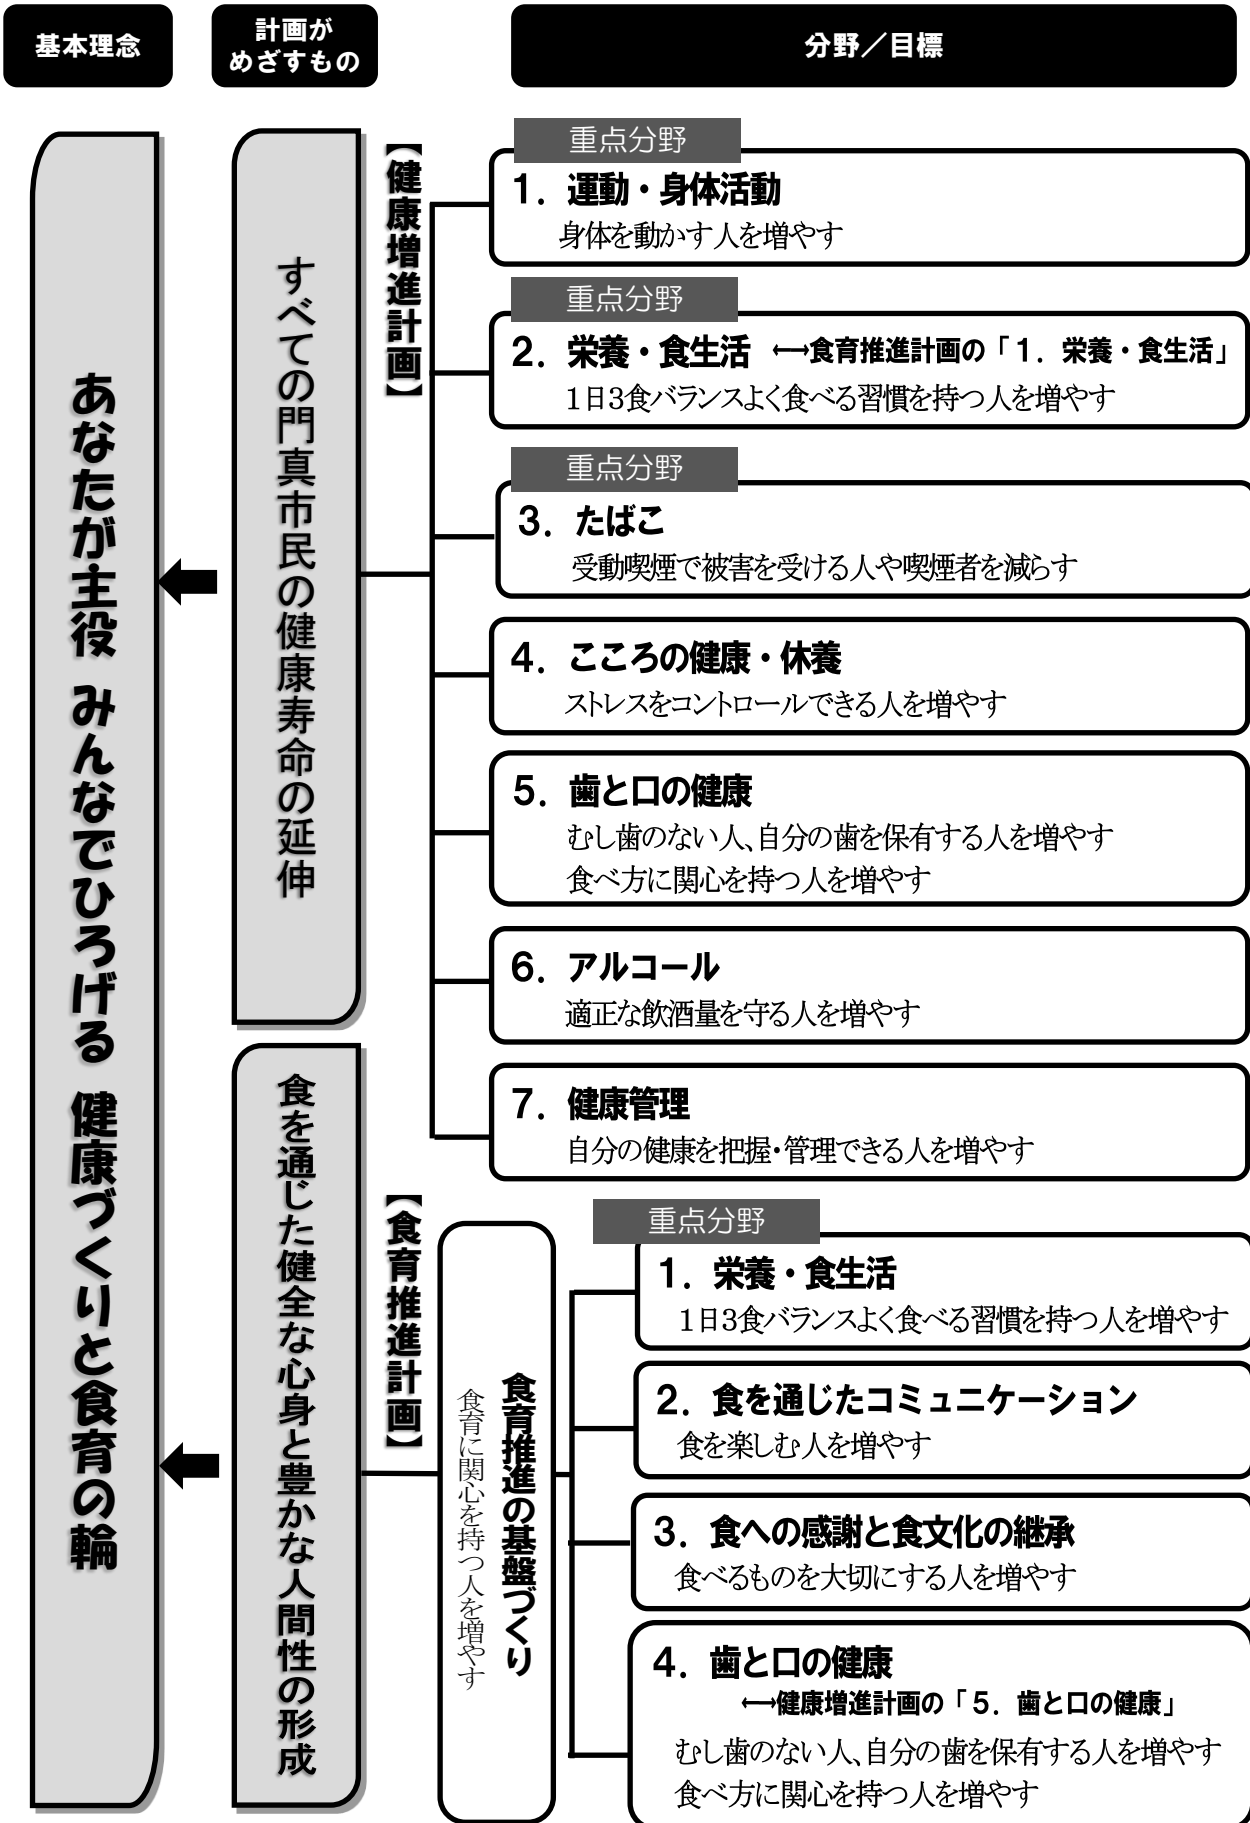 基本理念
計画が
めざすもの
分野／目標
あなたが主役 みんなでひろげる 健康づくりと食育の輪
すべての門真市民の健康寿命の延伸
【健康増進計画】
重点分野
1．運動・身体活動
身体を動かす人を増やす
重点分野
2．栄養・食生活 ←→食育推進計画の「1．栄養・食生活」
1日3食バランスよく食べる習慣を持つ人を増やす
重点分野
3．たばこ
受動喫煙で被害を受ける人や喫煙者を減らす
4．こころの健康・休養
ストレスをコントロールできる人を増やす
5．歯と口の健康
むし歯のない人、自分の歯を保有する人を増やす
食べ方に関心を持つ人を増やす
6．アルコール
適正な飲酒量を守る人を増やす
7．健康管理
自分の健康を把握・管理できる人を増やす
食を通じた健全な心身と豊かな人間性の形成
【食育推進計画】
食育推進の基盤づくり
食育に関心を持つ人を増やす
重点分野
1．栄養・食生活
1日3食バランスよく食べる習慣を持つ人を増やす
2．食を通じたコミュニケーション
食を楽しむ人を増やす
3．食への感謝と食文化の継承
食べるものを大切にする人を増やす
4．歯と口の健康
←→健康増進計画の「5．歯と口の健康」
むし歯のない人、自分の歯を保有する人を増やす
食べ方に関心を持つ人を増やす